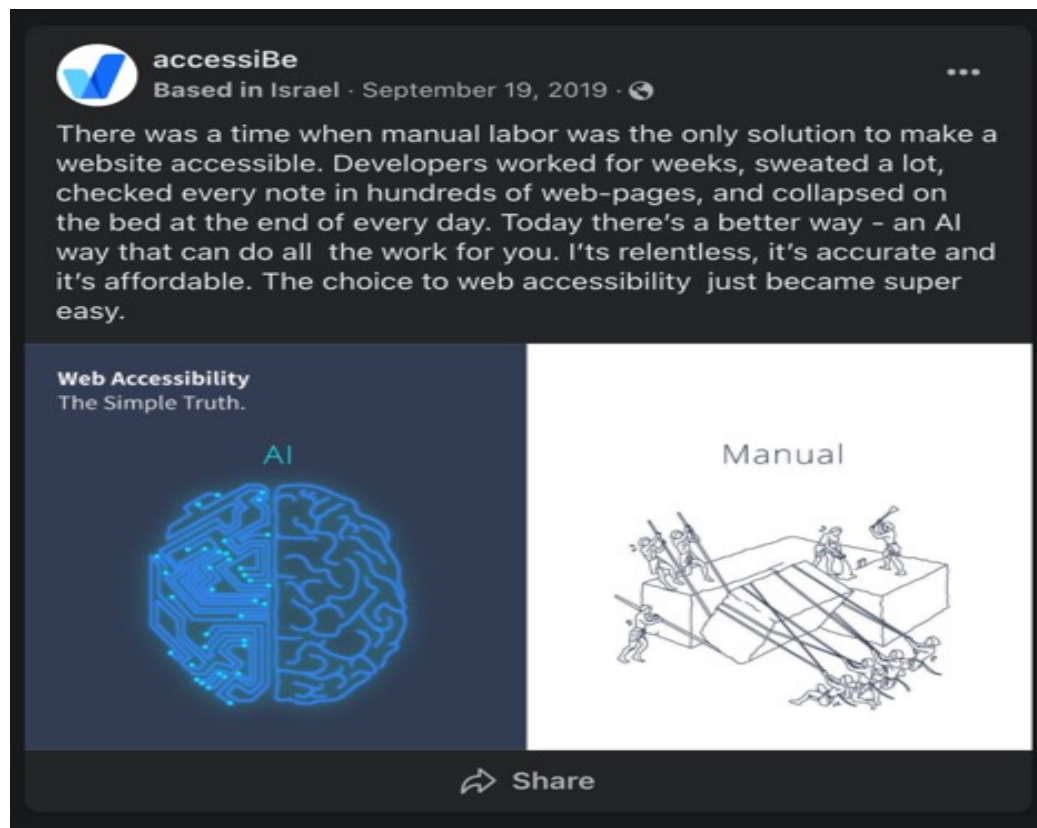 accessiBe
Based in Israel · September 19, 2019 ·
There was a time when manual labor was the only solution to make a
website accessible. Developers worked for weeks, sweated a lot,
checked every note in hundreds of web-pages, and collapsed on
the bed at the end of every day. Today there's a better way – an AI
way that can do all  the work for you. I'ts relentless, it's accurate and
it's affordable. The choice to web accessibility  just became super
easy.
Web Accessibility
The Simple Truth.
AI
Manual
Share